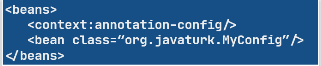 <beans>
<context:annotation-config/>
<bean class=“org.javaturk.MyConfig”/>
</beans>